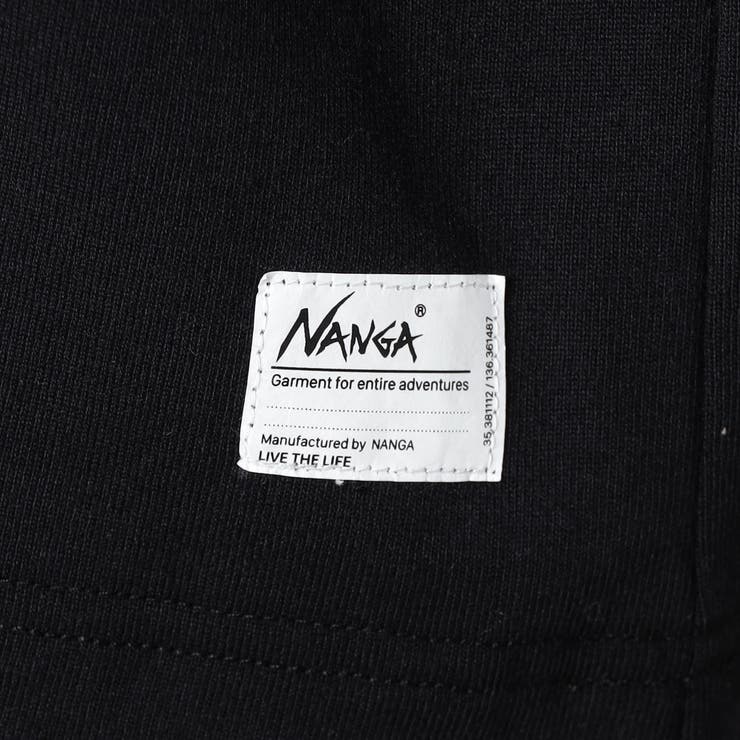 NANGA®
Garment for entire adventures
Manufactured by NANGA
LIVE THE LIFE
35.381112 / 136.361487